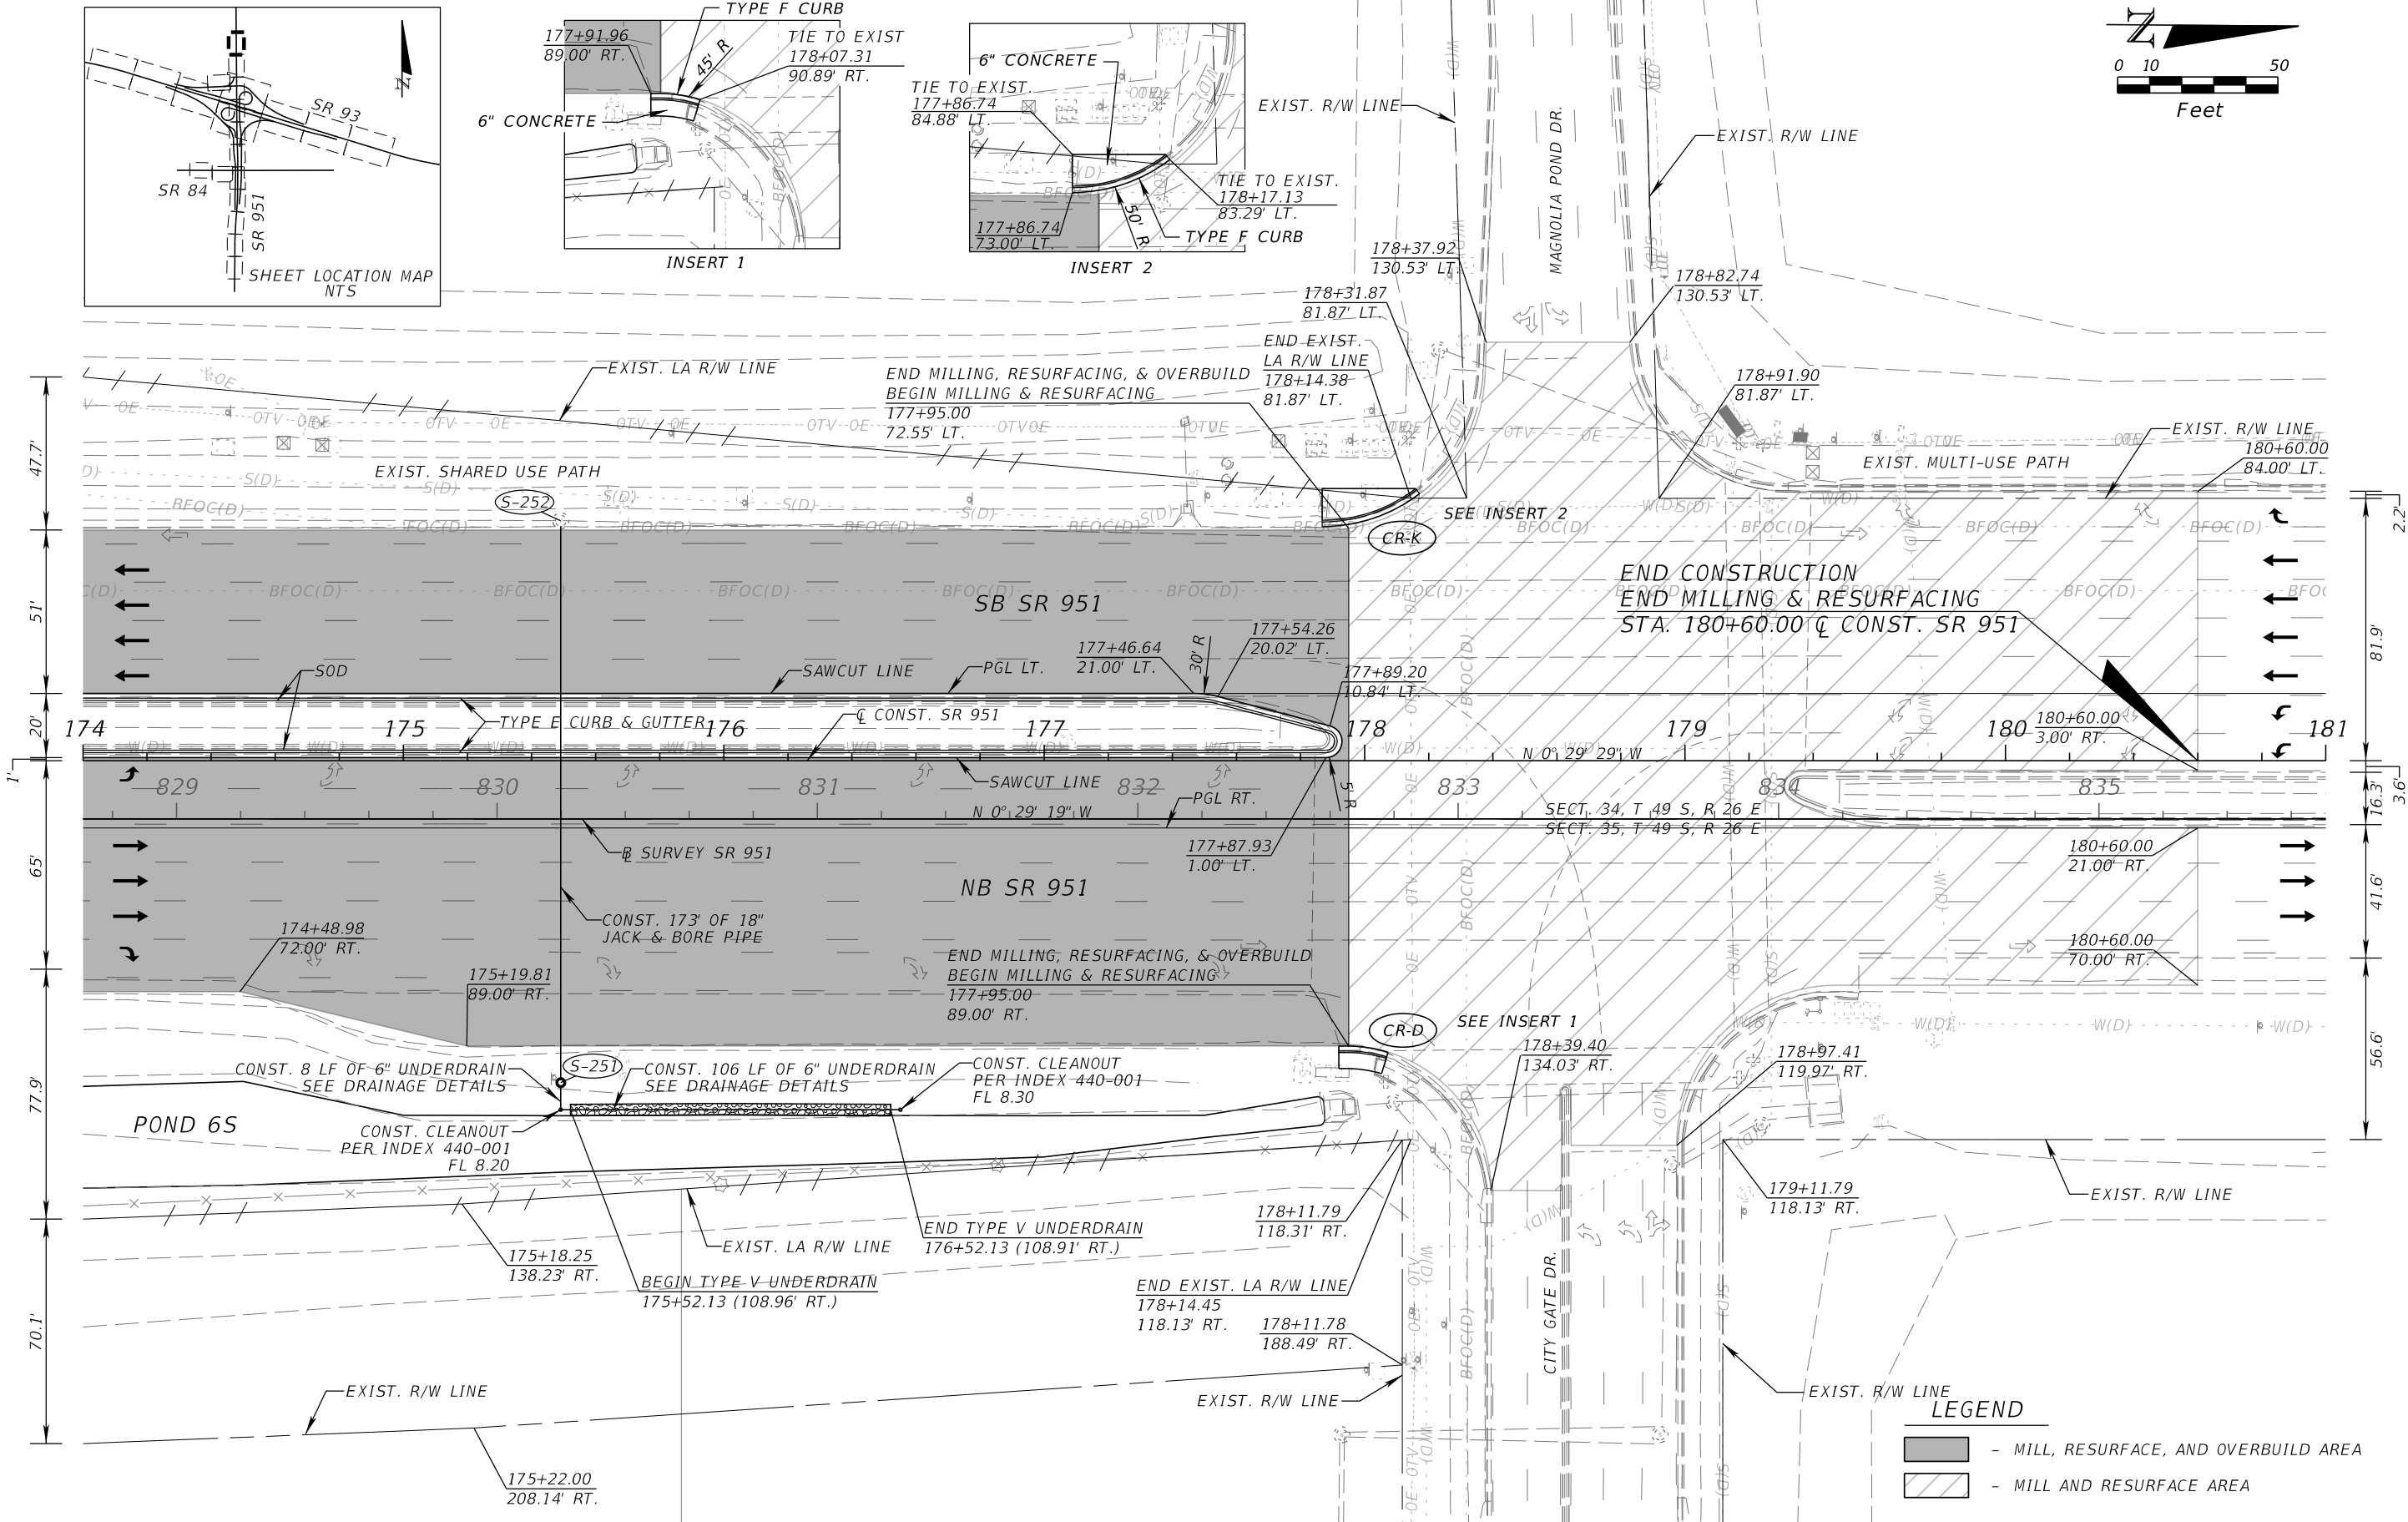 SR 93
SR 84
SR 951
SHEET LOCATION MAP
NTS
N
TYPE F CURB
177+91.96
89.00' RT.
45' R
TIE TO EXIST
178+07.31
90.89' RT.
6" CONCRETE
OE
BFOC(D)
INSERT 1
6" CONCRETE
TIE TO EXIST.
177+86.74
84.88' LT.
TIE TO EXIST.
178+17.13
83.29' LT.
177+86.74
73.00' LT.
50' R
TYPE F CURB
INSERT 2
EXIST. R/W LINE
MAGNOLIA POND DR.
EXIST. R/W LINE
N
0 10 50
Feet
178+37.92
130.53' LT.
178+31.87
81.87' LT.
178+82.74
130.53' LT.
END EXIST.
LA R/W LINE
178+14.38
81.87' LT.
178+91.90
81.87' LT.
EXIST. LA R/W LINE
END MILLING, RESURFACING, & OVERBUILD
BEGIN MILLING & RESURFACING
177+95.00
72.55' LT.
EXIST. R/W LINE
180+60.00
84.00' LT.
EXIST. SHARED USE PATH
EXIST. MULTI-USE PATH
S-252
SEE INSERT 2
CR-K
47.7'
51'
20'
1'
65'
77.9'
70.1'
2.2'
81.9'
3.6'
16.3'
41.6'
56.6'
SB SR 951
END CONSTRUCTION
END MILLING & RESURFACING
STA. 180+60.00 ℄ CONST. SR 951
177+46.64
21.00' LT.
30' R
177+54.26
20.02' LT.
177+89.20
10.84' LT.
SOD
SAWCUT LINE
PGL LT.
TYPE E CURB & GUTTER
℄ CONST. SR 951
174 175 176 177 178 179 180 181
180+60.00
3.00' RT.
N 0° 29' 29" W
829 830 831 832 833 834 835
SAWCUT LINE
PGL RT.
5' R
N 0° 29' 19" W
SECT. 34, T 49 S, R 26 E
SECT. 35, T 49 S, R 26 E
B SURVEY SR 951
177+87.93
1.00' LT.
180+60.00
21.00' RT.
NB SR 951
CONST. 173' OF 18"
JACK & BORE PIPE
174+48.98
72.00' RT.
175+19.81
89.00' RT.
END MILLING, RESURFACING, & OVERBUILD
BEGIN MILLING & RESURFACING
177+95.00
89.00' RT.
180+60.00
70.00' RT.
CR-D
SEE INSERT 1
178+39.40
134.03' RT.
178+97.41
119.97' RT.
CONST. 8 LF OF 6" UNDERDRAIN
SEE DRAINAGE DETAILS
S-251
CONST. 106 LF OF 6" UNDERDRAIN
SEE DRAINAGE DETAILS
CONST. CLEANOUT
PER INDEX 440-001
FL 8.30
POND 6S
CONST. CLEANOUT
PER INDEX 440-001
FL 8.20
175+18.25
138.23' RT.
EXIST. LA R/W LINE
BEGIN TYPE V UNDERDRAIN
175+52.13 (108.96' RT.)
END TYPE V UNDERDRAIN
176+52.13 (108.91' RT.)
178+11.79
118.31' RT.
END EXIST. LA R/W LINE
178+14.45
118.13' RT.
178+11.78
188.49' RT.
EXIST. R/W LINE
CITY GATE DR.
179+11.79
118.13' RT.
EXIST. R/W LINE
EXIST. R/W LINE
EXIST. R/W LINE
175+22.00
208.14' RT.
LEGEND
- MILL, RESURFACE, AND OVERBUILD AREA
- MILL AND RESURFACE AREA